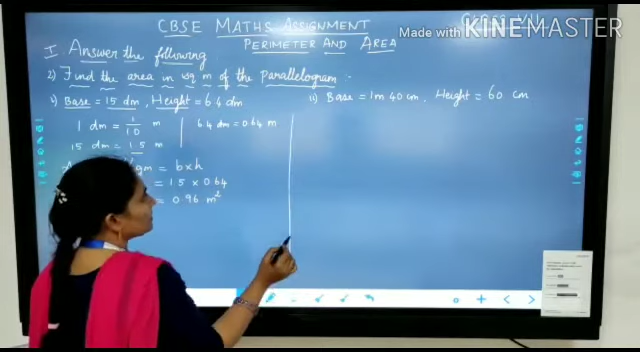 CBSE MATHS ASSIGNMENT
Made with KINEMASTER
PERIMETER AND AREA
I Answer the following
2) Find the area in sq m of the parallelogram.
i) Base = 15 dm, Height = 6.4 dm
1 dm = 1/10 m
6.4 dm = 0.64 m
15 dm = 1.5 m
= b x h
= 1.5 x 0.64
= 0.96 m²
ii) Base = 1m 40 cm, Height = 60 cm